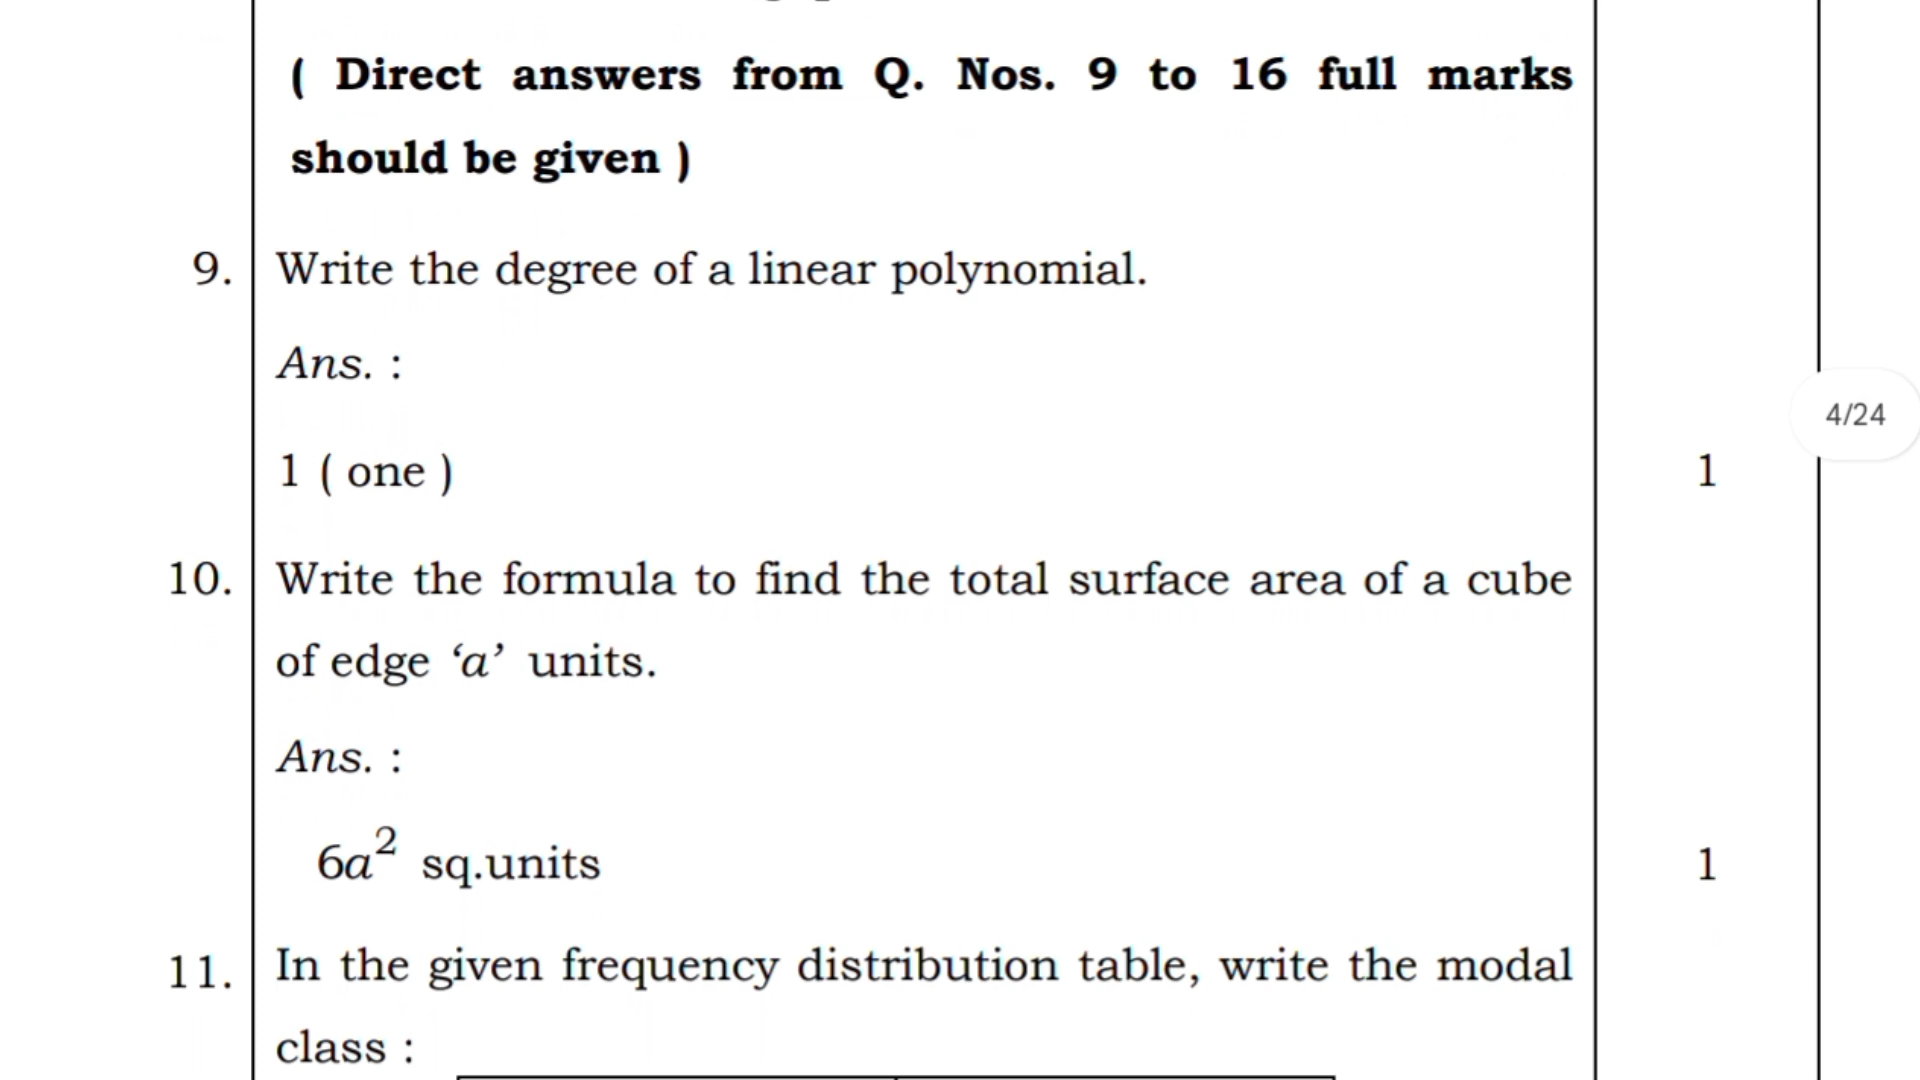 ( Direct answers from Q. Nos. 9 to 16 full marks
should be given )
9. Write the degree of a linear polynomial.
Ans. :
1 ( one ) 1
4/24
10. Write the formula to find the total surface area of a cube
of edge ‘a’ units.
Ans. :
6a² sq.units 1
11. In the given frequency distribution table, write the modal
class :